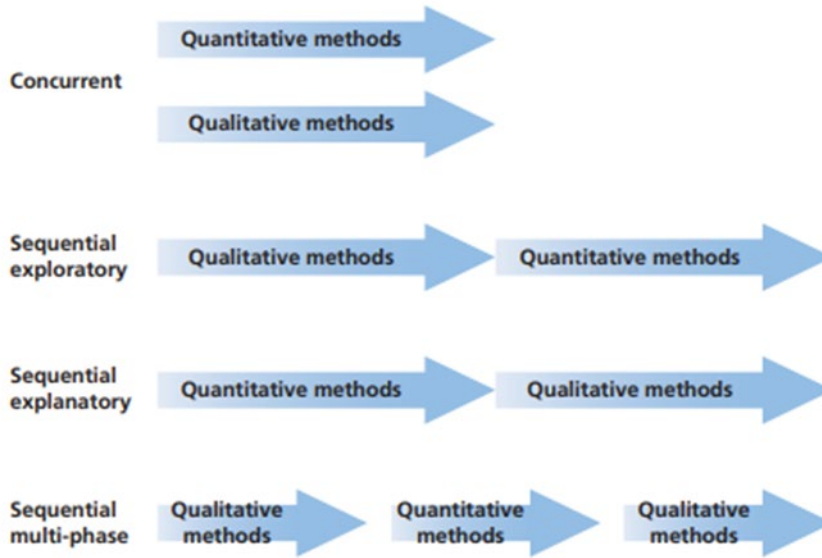 Quantitative methods
Concurrent
Qualitative methods
Sequential
exploratory
Qualitative methods
Quantitative methods
Sequential
explanatory
Quantitative methods
Qualitative methods
Sequential
multi-phase
Qualitative
methods
Quantitative
methods
Qualitative
methods